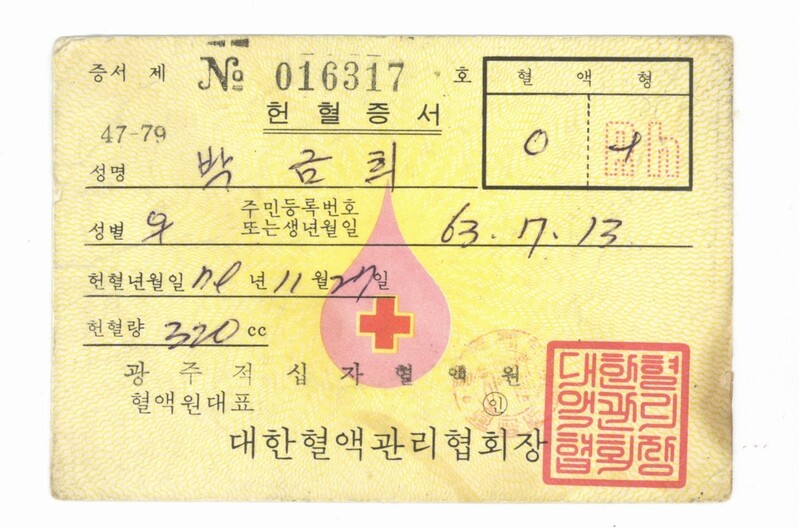 증서 제 № 016317 호
혈 액 형
헌혈증서
47-79
O + Rh
성명 박 금 희
성별 우 주민등록번호 또는생년월일 63. 7. 13
헌혈년월일 년 11 월 27 일
헌혈량 320 cc
광 주 적 십 자 혈 액 원
혈액원대표 인
대한혈액관리협회장
대한혈
액관리
협회장